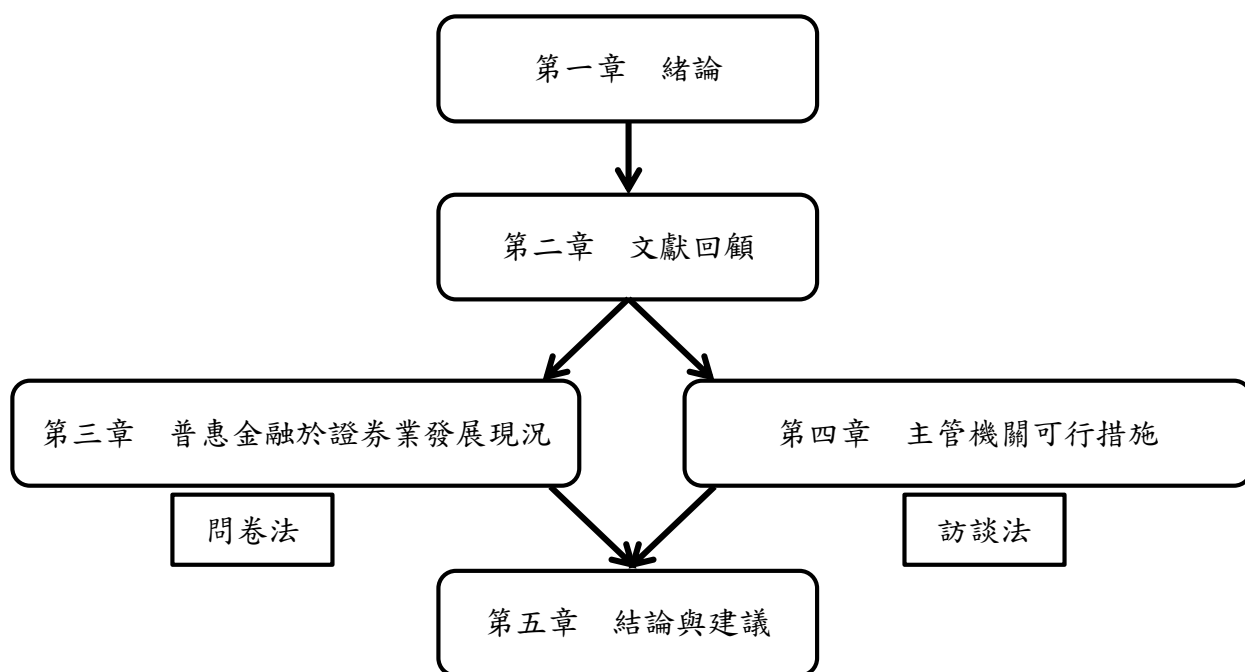 第一章　緒論
第二章　文獻回顧
第三章　普惠金融於證券業發展現況
第四章　主管機關可行措施
問卷法
訪談法
第五章　結論與建議